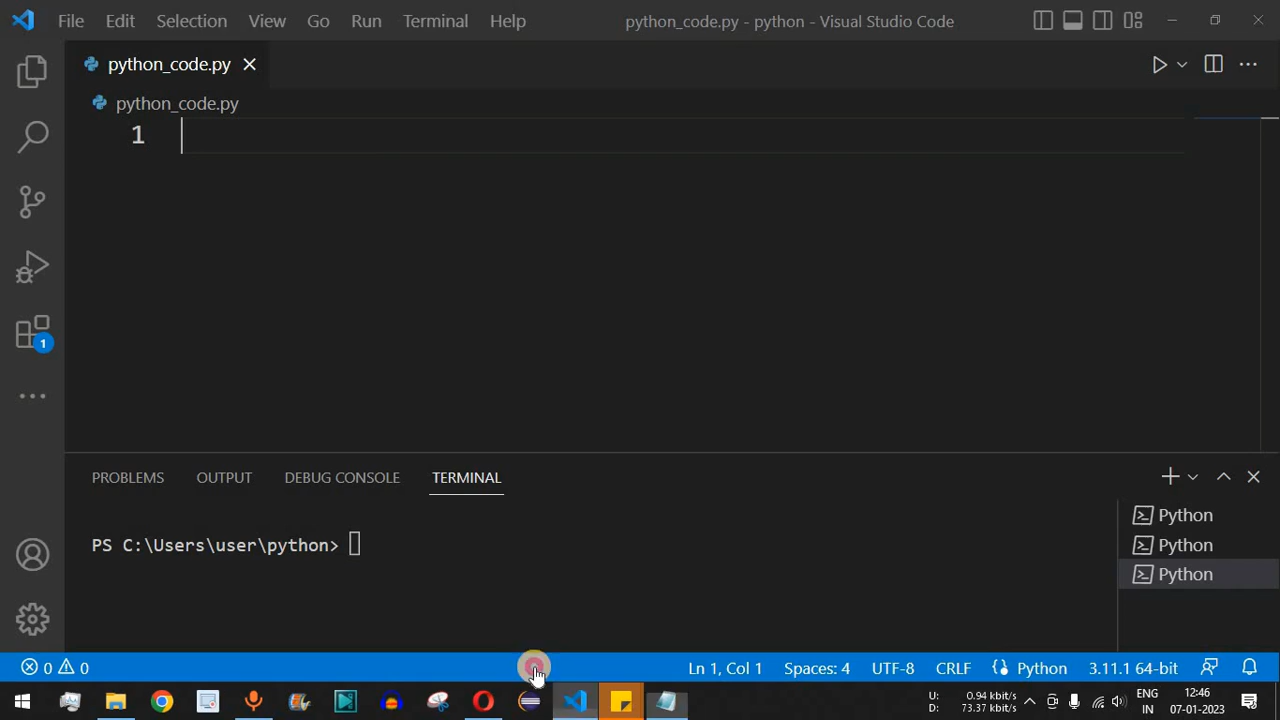 File Edit Selection View Go Run Terminal Help python_code.py - python - Visual Studio Code
python_code.py
python_code.py
1
PROBLEMS OUTPUT DEBUG CONSOLE TERMINAL
Python
PS C:\Users\user\python>
Python
Python
1
0 0 Ln 1, Col 1 Spaces: 4 UTF-8 CRLF Python 3.11.1 64-bit
U: 0.94 kbit/s
D: 73.37 kbit/s
ENG
IN
12:46
07-01-2023